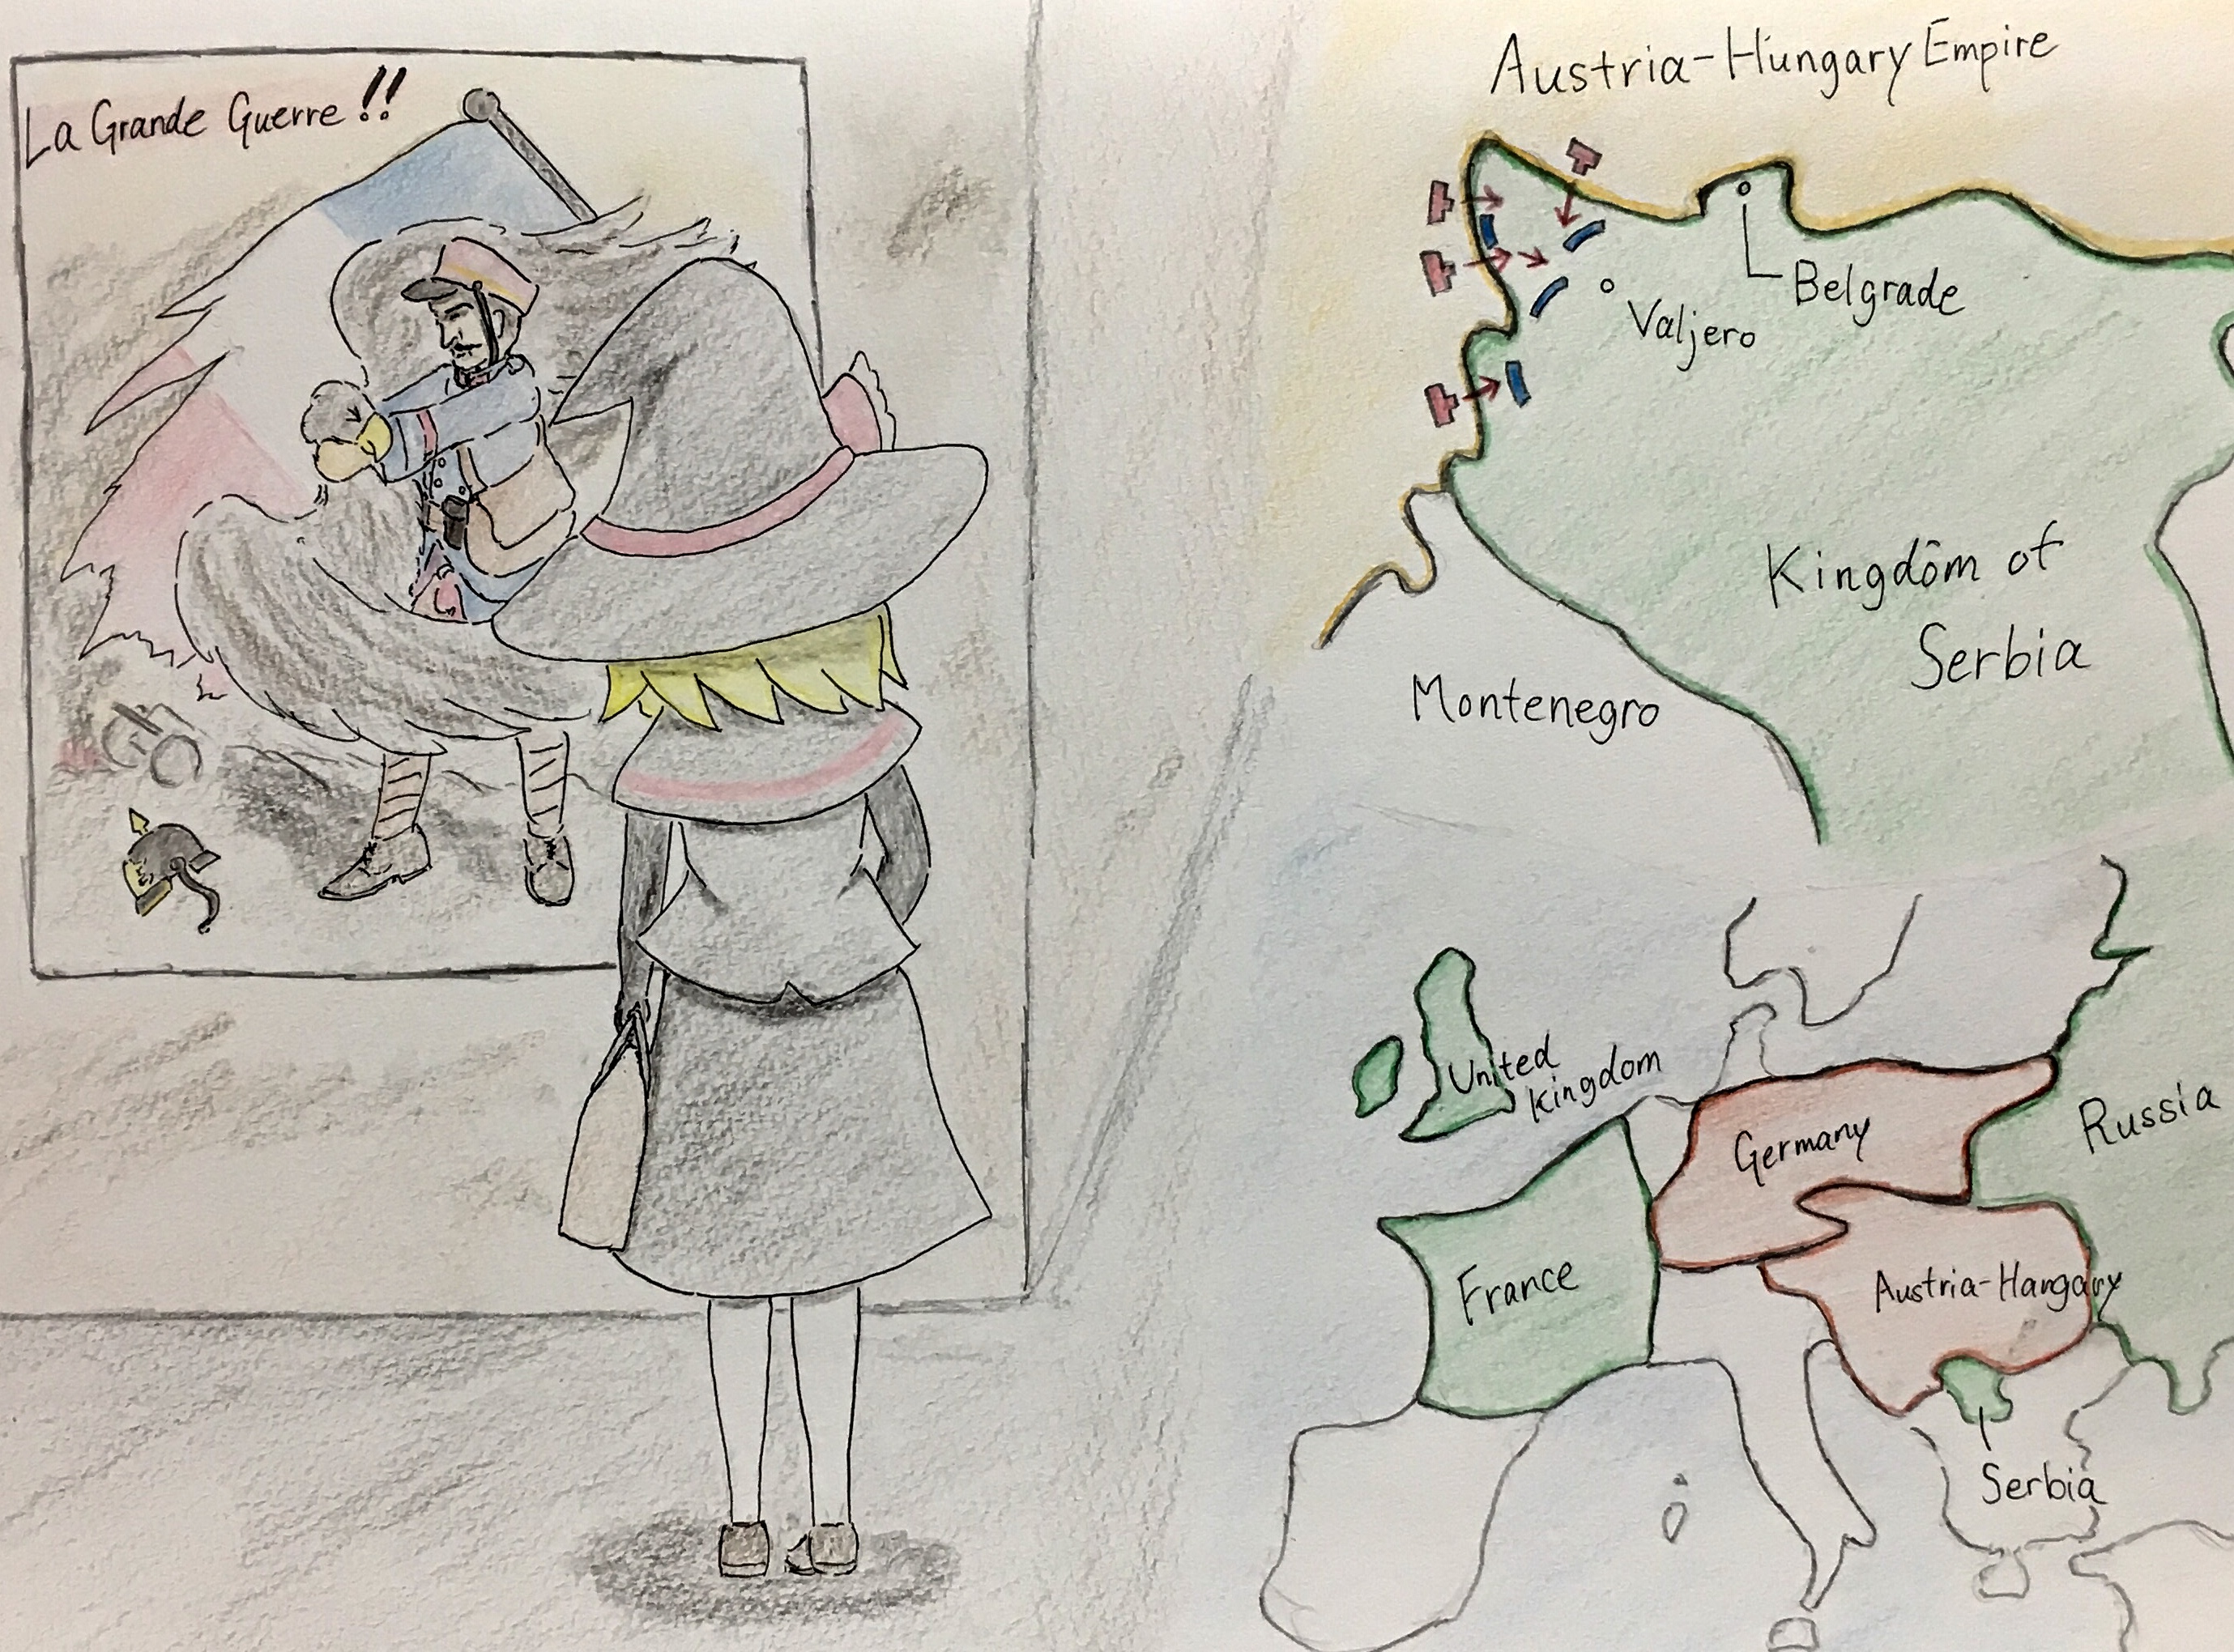 La Grande Guerre!!
Austria-Hungary Empire
Belgrade
Valjero
Kingdom of
Serbia
Montenegro
United
Kingdom
Germany
Russia
France
Austria-Hangary
Serbia